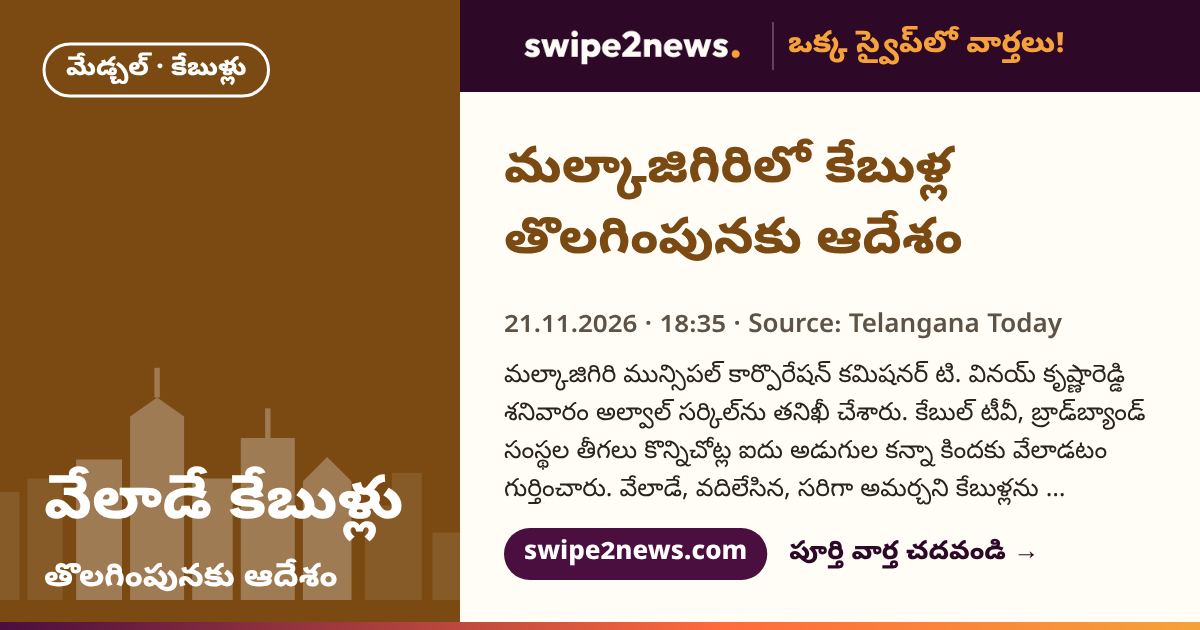 మేడ్చల్ · కేబుళ్లు
swipe2news.
ఒక్క స్వైప్‌లో వార్తలు!
మల్కాజిగిరిలో కేబుళ్ల
తొలగింపునకు ఆదేశం
21.11.2026 · 18:35 · Source: Telangana Today
మల్కాజిగిరి మున్సిపల్ కార్పొరేషన్ కమిషనర్ టి. వినయ్ కృష్ణారెడ్డి
శనివారం అల్వాల్ సర్కిల్‌ను తనిఖీ చేశారు. కేబుల్ టీవీ, బ్రాడ్‌బ్యాండ్
సంస్థల తీగలు కొన్నిచోట్ల ఐదు అడుగుల కన్నా కిందకు వేలాడటం
గుర్తించారు. వేలాడే, వదిలేసిన, సరిగా అమర్చని కేబుళ్లను ...
వేలాడే కేబుళ్లు
తొలగింపునకు ఆదేశం
swipe2news.com
పూర్తి వార్త చదవండి →